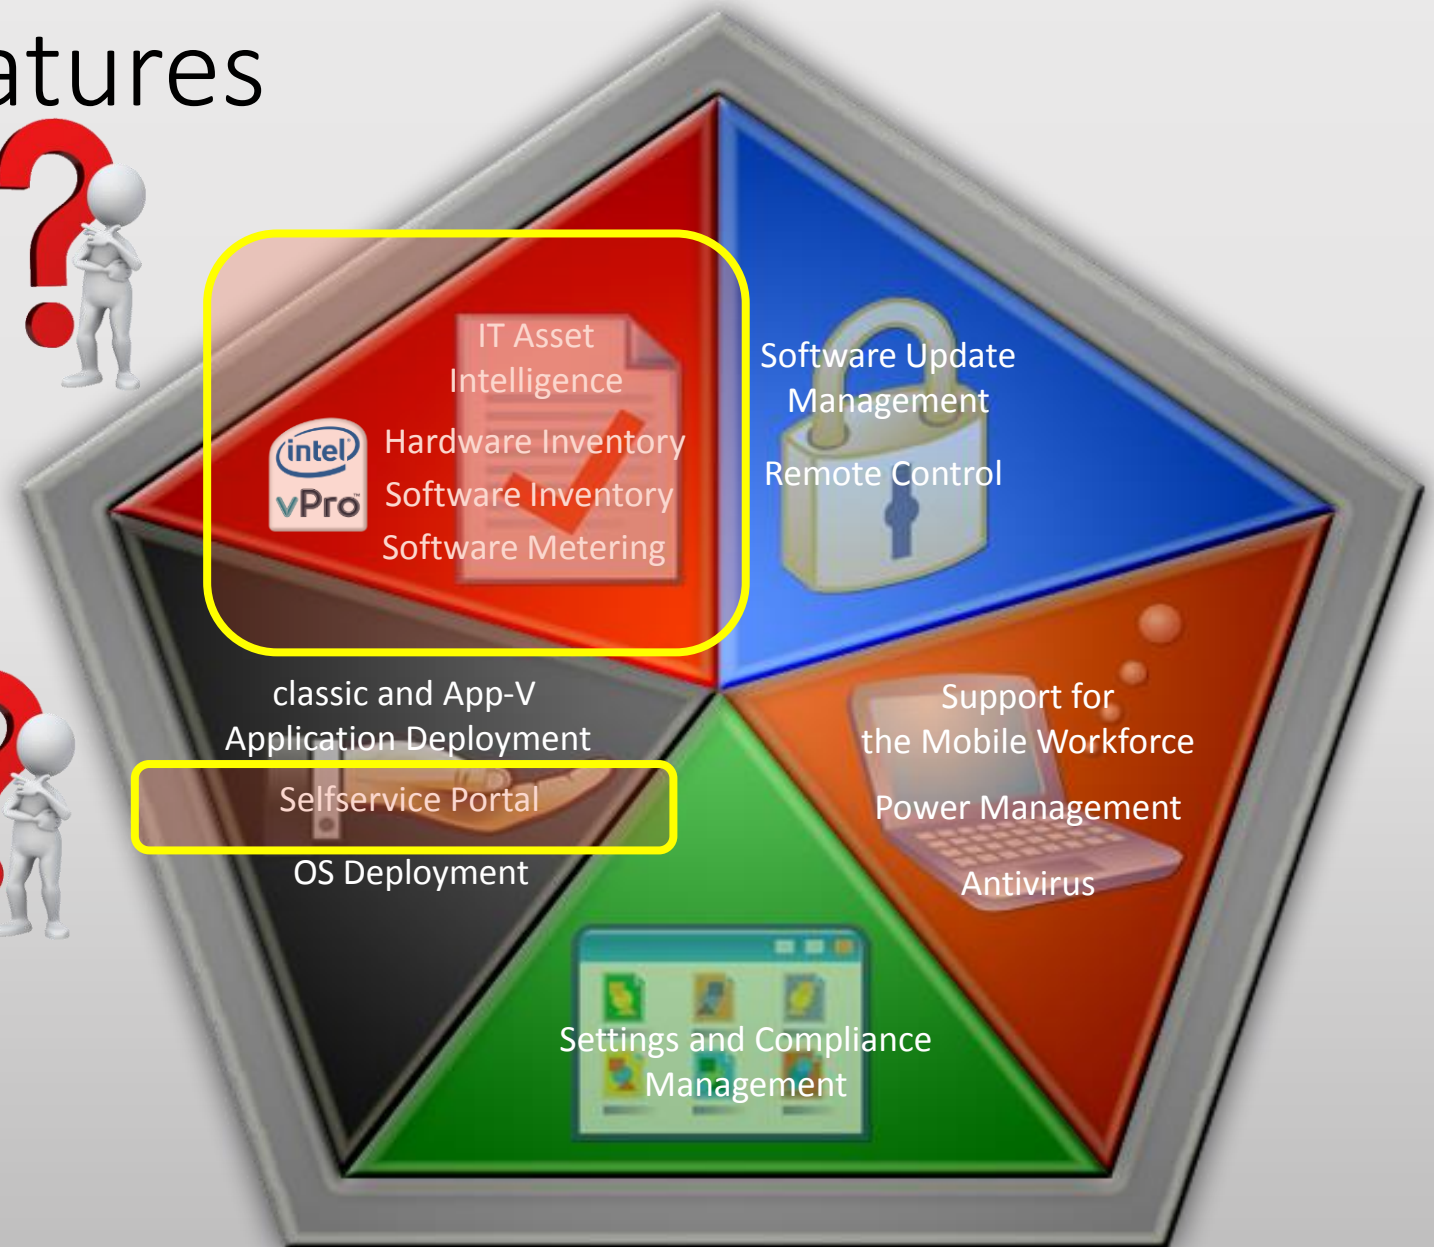 atures
IT Asset
Intelligence
intel
vPro™
Hardware Inventory
Software Inventory
Software Metering
Software Update
Management
Remote Control
classic and App-V
Application Deployment
Selfservice Portal
OS Deployment
Support for
the Mobile Workforce
Power Management
Antivirus
Settings and Compliance
Management